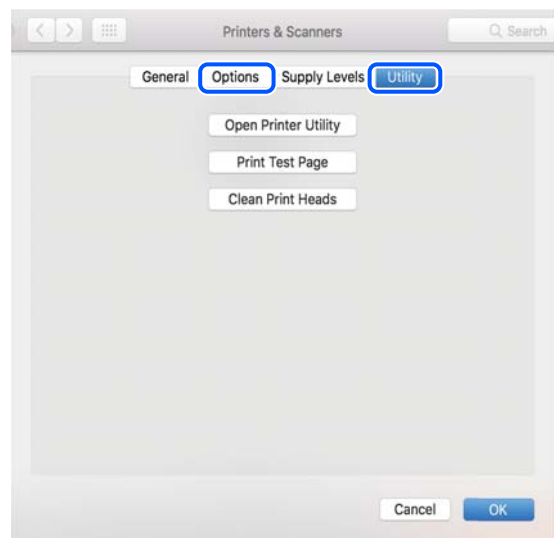 Printers & Scanners
Search
General Options Supply Levels Utility
Open Printer Utility
Print Test Page
Clean Print Heads
Cancel OK